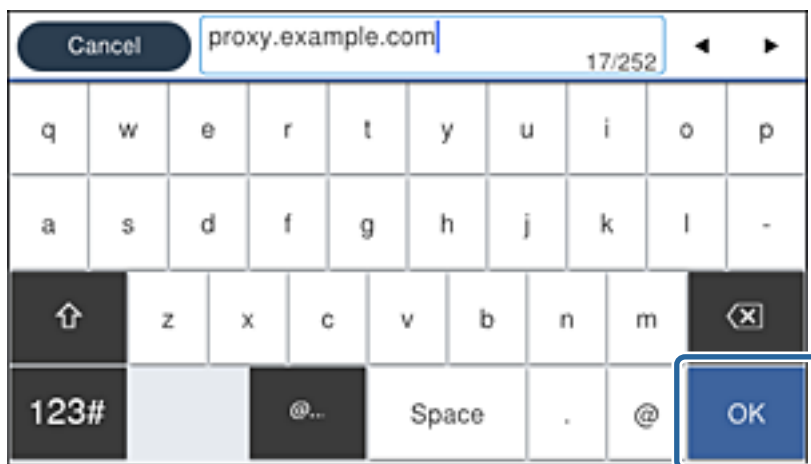 Cancel proxy.example.com 17/252
q w e r t y u i o p
a s d f g h j k l -
z x c v b n m
123# @... Space . @ OK